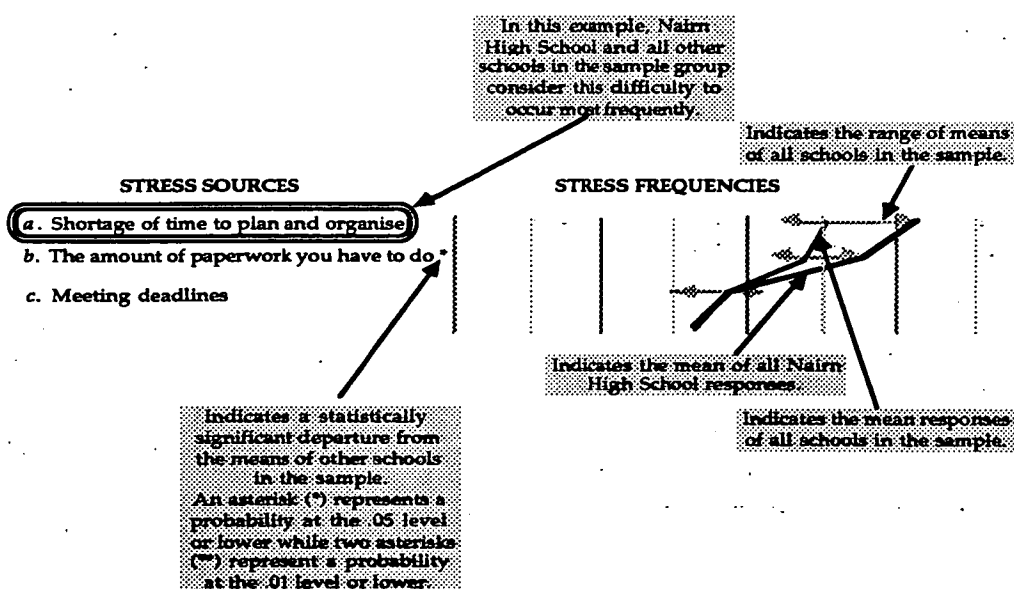 In this example, Nairn
High School and all other
schools in the sample group
consider this difficulty to
occur most frequently.
Indicates the range of means
of all schools in the sample.
STRESS SOURCES
STRESS FREQUENCIES
a. Shortage of time to plan and organise
b. The amount of paperwork you have to do *
c. Meeting deadlines
Indicates the mean of all Nairn
High School responses.
Indicates the mean responses
of all schools in the sample.
Indicates a statistically
significant departure from
the means of other schools
in the sample.
An asterisk (*) represents a
probability at the .05 level
or lower while two asterisks
(**) represent a probability
at the .01 level or lower.